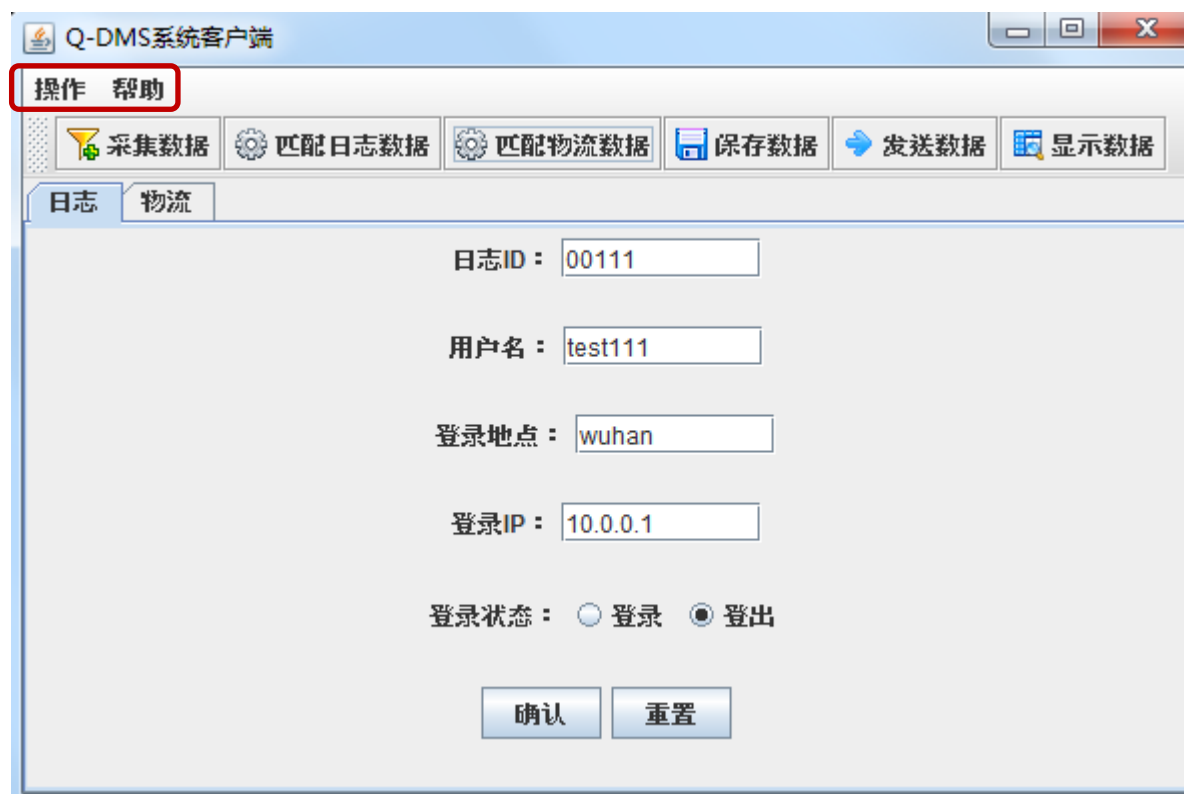 Q-DMS系统客户端
操作 帮助
采集数据 匹配日志数据 匹配物流数据 保存数据 发送数据 显示数据
日志 物流
日志ID： 00111
用户名： test111
登录地点： wuhan
登录IP： 10.0.0.1
登录状态： 登录 登出
确认 重置